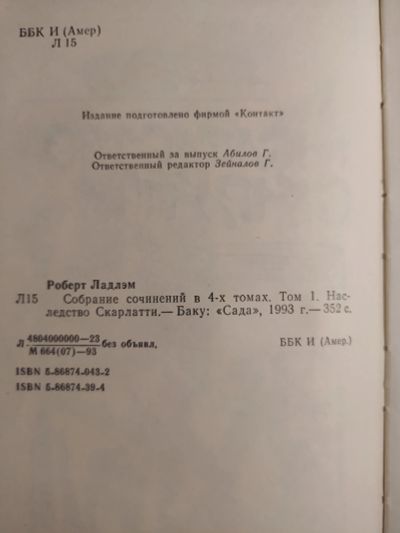 ББК И (Амер)
Л 15
Издание подготовлено фирмой «Контакт»
Ответственный за выпуск Абилов Г.
Ответственный редактор Зейналов Г.
Роберт Ладлэм
Л15 Собрание сочинений в 4-х томах. Том 1. Нас-
ледство Скарлатти.— Баку: «Сада», 1993 г.— 352 с.
Л 4804000000—23
М 664(07)—93 без объявл.
ББК И (Амер.)
ISBN 5-86874-043-2
ISBN 5-86874-39-4